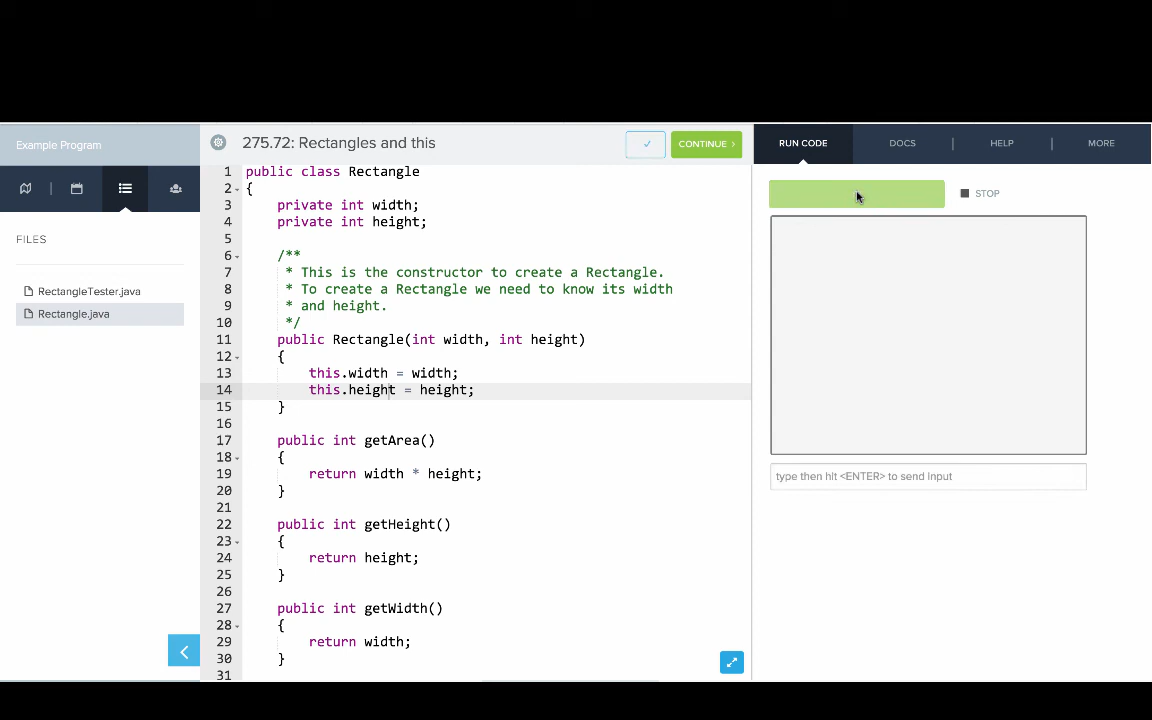 Example Program
275.72: Rectangles and this
CONTINUE
RUN CODE
DOCS
HELP
MORE
FILES
RectangleTester.java
Rectangle.java
1 public class Rectangle
2 {
3 private int width;
4 private int height;
5
6 /**
7 * This is the constructor to create a Rectangle.
8 * To create a Rectangle we need to know its width
9 * and height.
10 */
11 public Rectangle(int width, int height)
12 {
13 this.width = width;
14 this.height = height;
15 }
16
17 public int getArea()
18 {
19 return width * height;
20 }
21
22 public int getHeight()
23 {
24 return height;
25 }
26
27 public int getWidth()
28 {
29 return width;
30 }
31
STOP
type then hit <ENTER> to send input